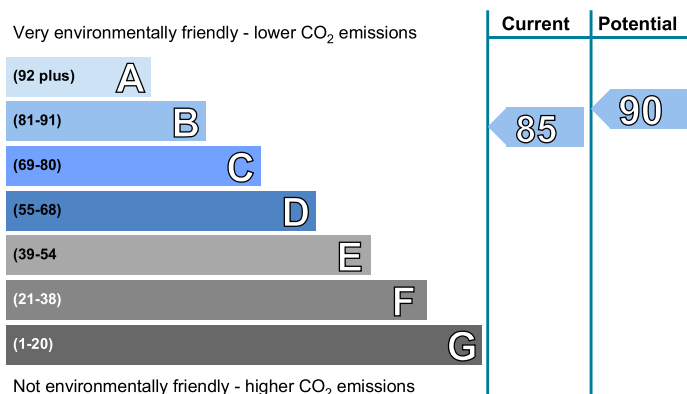 Very environmentally friendly - lower CO2 emissions
Current
Potential
(92 plus) A
(81-91) B
(69-80) C
(55-68) D
(39-54 E
(21-38) F
(1-20) G
85
90
Not environmentally friendly - higher CO2 emissions